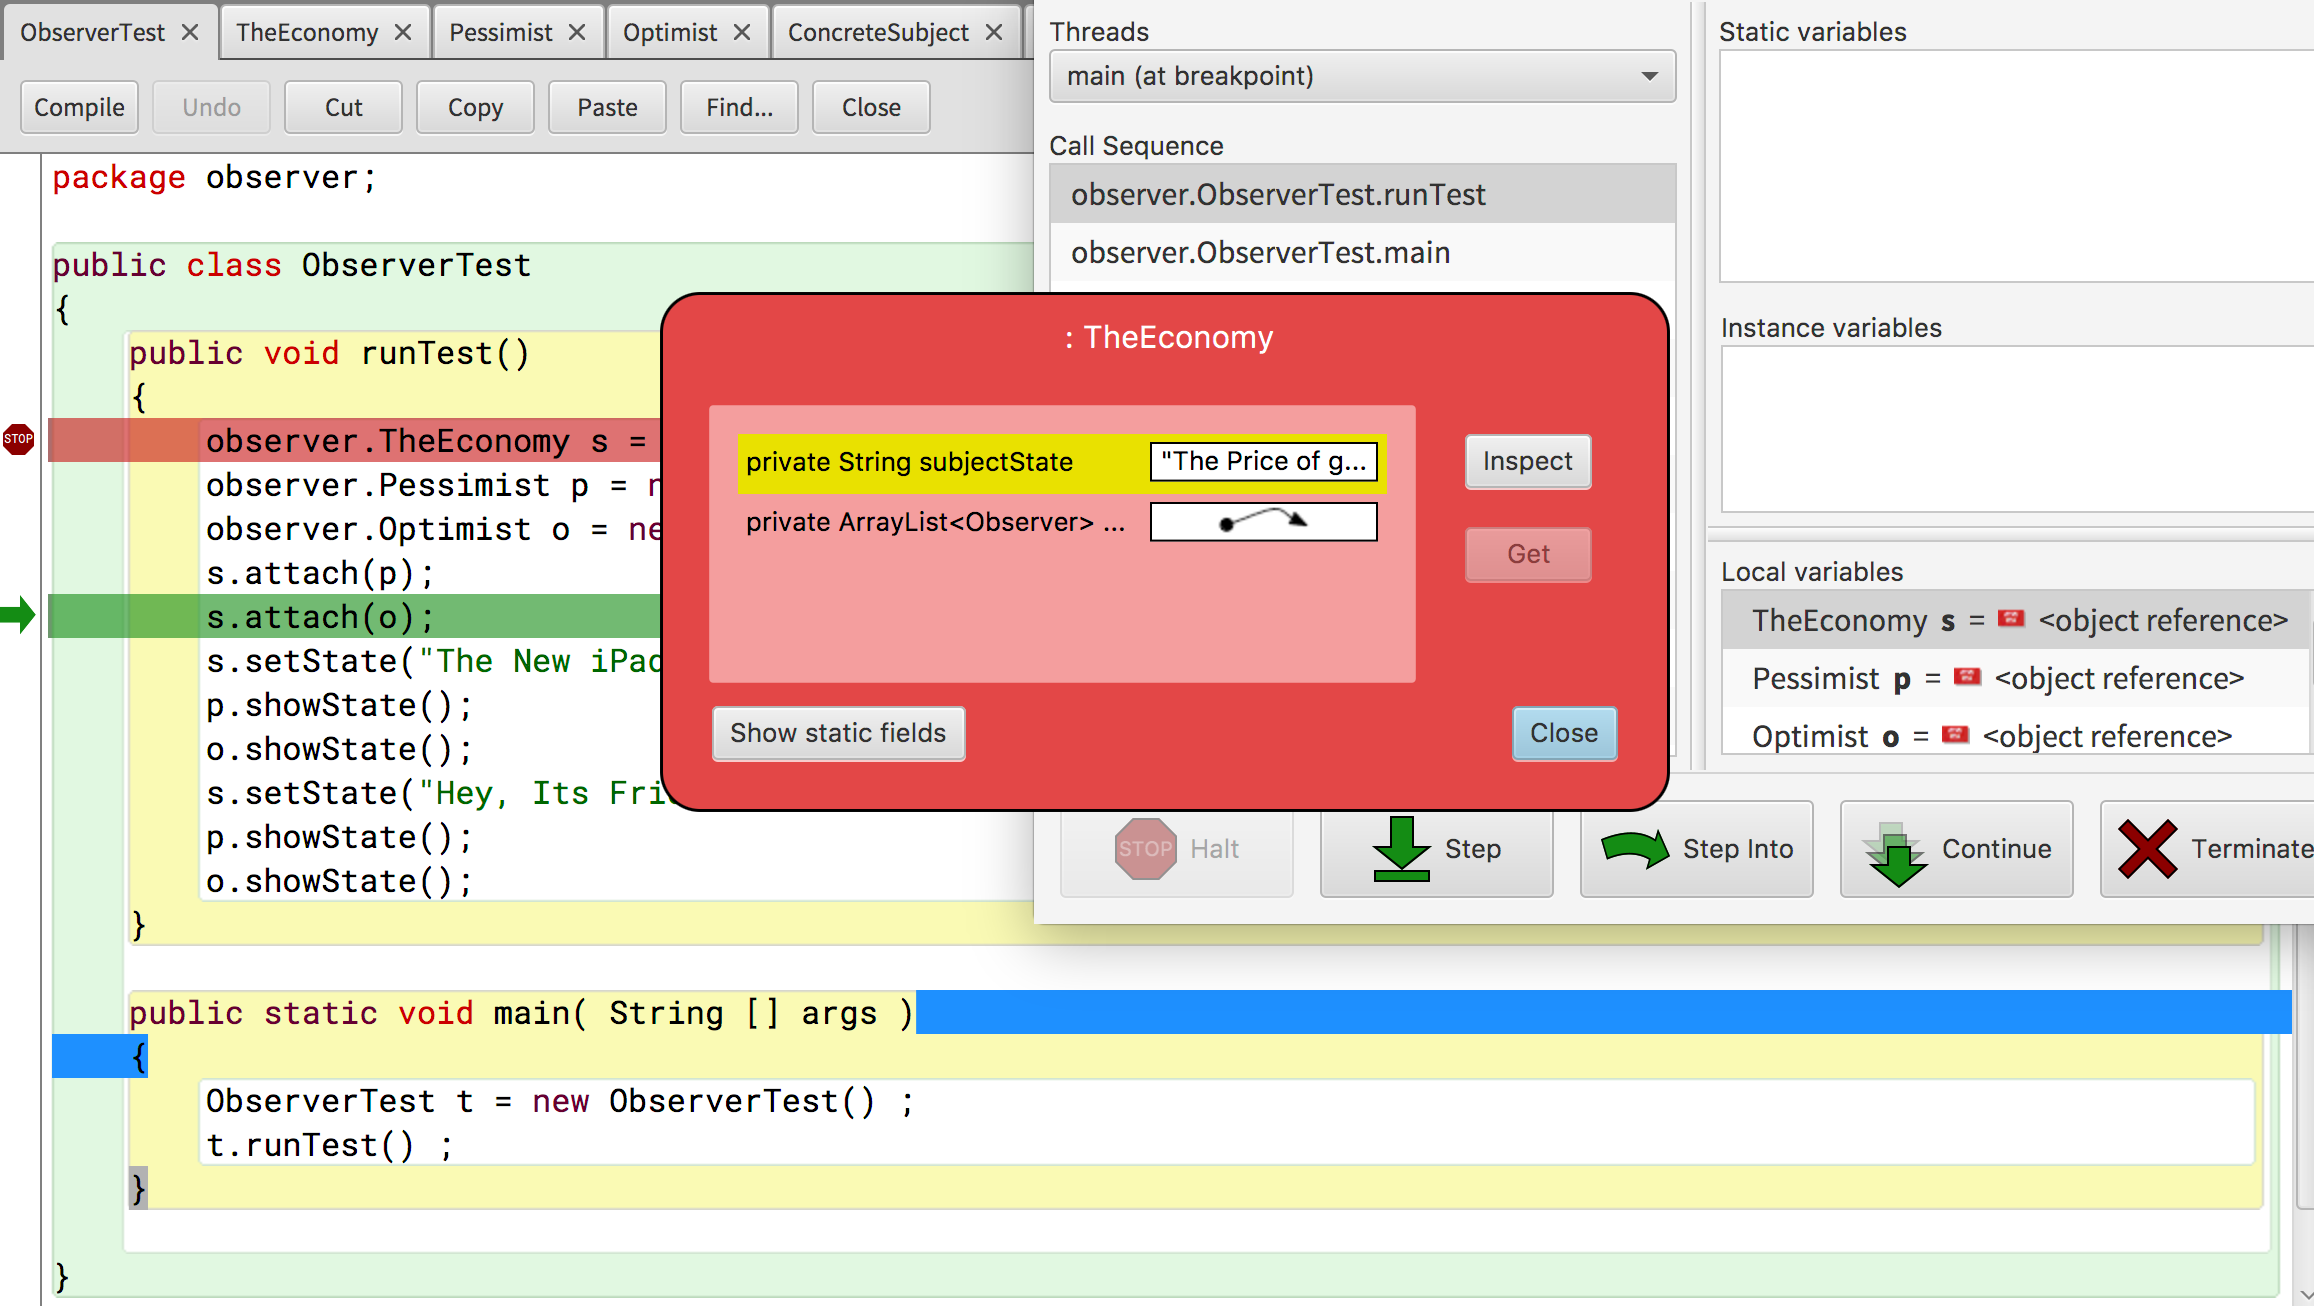 ObserverTest TheEconomy Pessimist Optimist ConcreteSubject
Compile Undo Cut Copy Paste Find... Close
package observer;
public class ObserverTest
{
public void runTest()
{
STOP
observer.TheEconomy s =
observer.Pessimist p = n
observer.Optimist o = ne
s.attach(p);
s.attach(o);
s.setState("The New iPad
p.showState();
o.showState();
s.setState("Hey, Its Fri
p.showState();
o.showState();
}
public static void main( String [] args )
{
ObserverTest t = new ObserverTest() ;
t.runTest() ;
}
}
Threads
main (at breakpoint)
Call Sequence
observer.ObserverTest.runTest
observer.ObserverTest.main
: TheEconomy
private String subjectState "The Price of g...
private ArrayList<Observer> ...
Inspect
Get
Show static fields
Close
Static variables
Instance variables
Local variables
TheEconomy s = <object reference>
Pessimist p = <object reference>
Optimist o = <object reference>
STOP Halt
Step
Step Into
Continue
Terminate